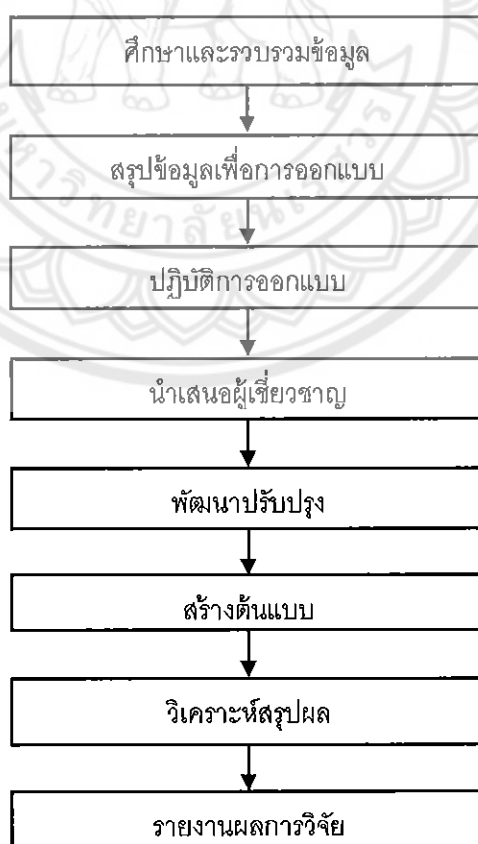 ศึกษาและรวบรวมข้อมูล
สรุปข้อมูลเพื่อการออกแบบ
ปฏิบัติการออกแบบ
นำเสนอผู้เชี่ยวชาญ
พัฒนาปรับปรุง
สร้างต้นแบบ
วิเคราะห์สรุปผล
รายงานผลการวิจัย